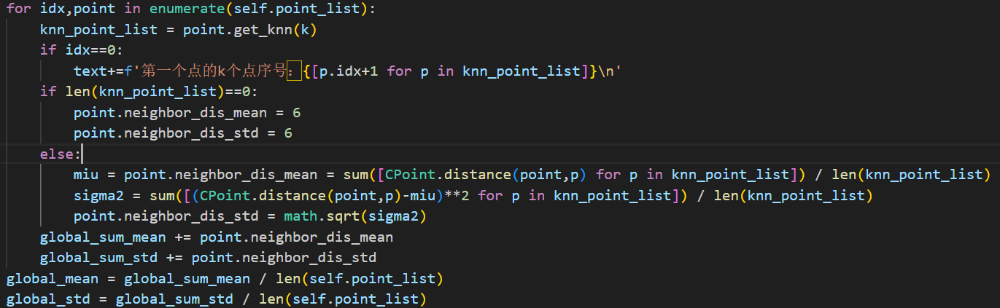 for idx,point in enumerate(self.point_list):
    knn_point_list = point.get_knn(k)
    if idx==0:
        text+=f'第一个点的k个点序号：{[p.idx+1 for p in knn_point_list]}\n'
    if len(knn_point_list)==0:
        point.neighbor_dis_mean = 6
        point.neighbor_dis_std = 6
    else:
        miu = point.neighbor_dis_mean = sum([CPoint.distance(point,p) for p in knn_point_list]) / len(knn_point_list)
        sigma2 = sum([(CPoint.distance(point,p)-miu)**2 for p in knn_point_list]) / len(knn_point_list)
        point.neighbor_dis_std = math.sqrt(sigma2)
    global_sum_mean += point.neighbor_dis_mean
    global_sum_std += point.neighbor_dis_std
global_mean = global_sum_mean / len(self.point_list)
global_std = global_sum_std / len(self.point_list)